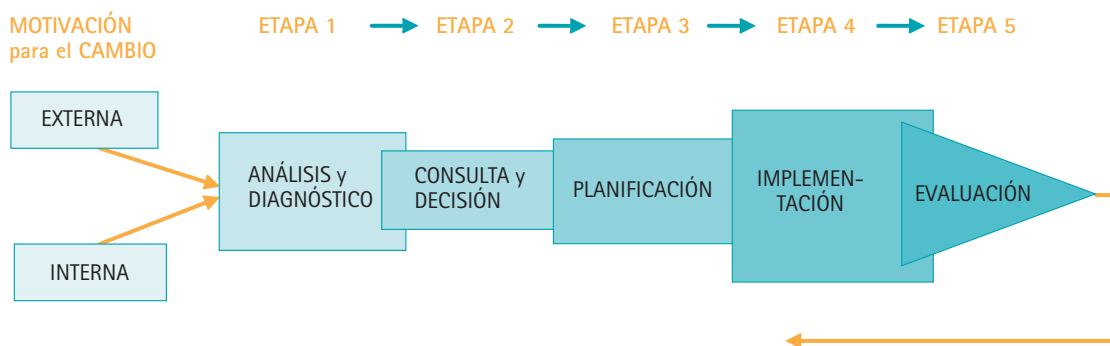 MOTIVACIÓN
para el CAMBIO
ETAPA 1
ETAPA 2
ETAPA 3
ETAPA 4
ETAPA 5
EXTERNA
INTERNA
ANÁLISIS y
DIAGNÓSTICO
CONSULTA y
DECISIÓN
PLANIFICACIÓN
IMPLEMEN-
TACIÓN
EVALUACIÓN